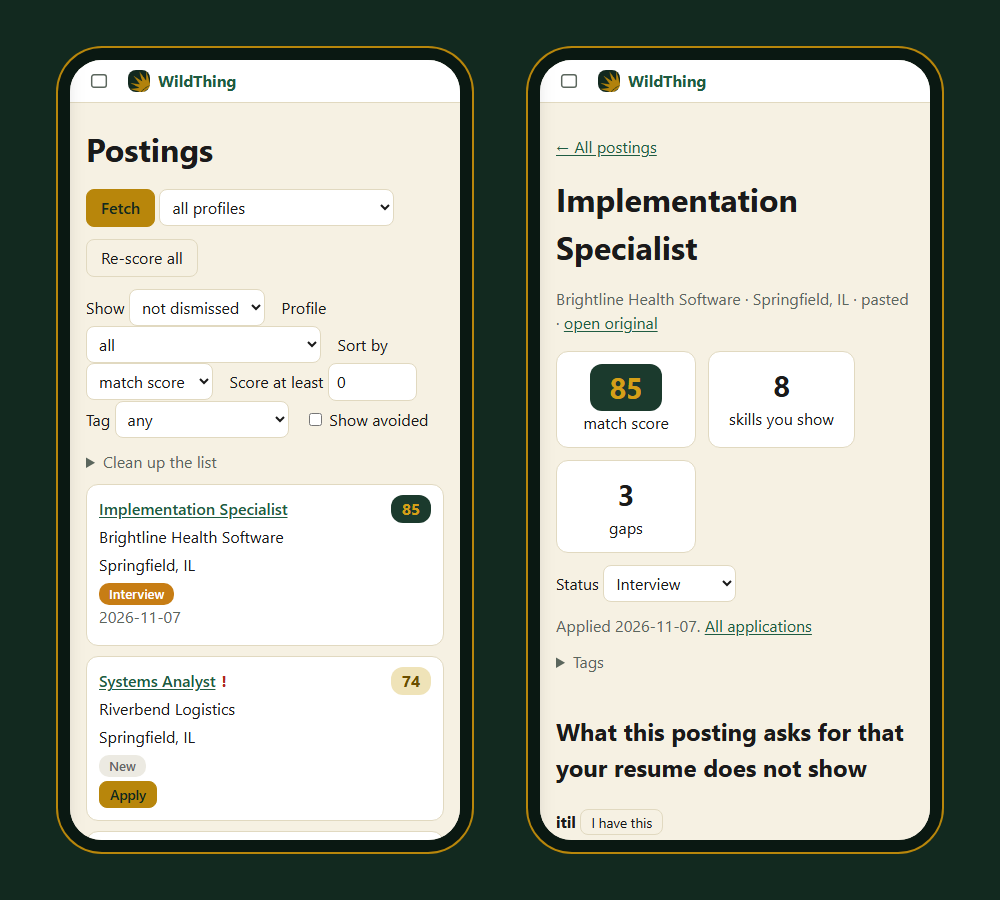 WildThing
Postings
Fetch all profiles
Re-score all
Show not dismissed Profile
all Sort by
match score Score at least 0
Tag any Show avoided
Clean up the list
Implementation Specialist 85
Brightline Health Software
Springfield, IL
Interview
2026-11-07
Systems Analyst ! 74
Riverbend Logistics
Springfield, IL
New
Apply
WildThing
← All postings
Implementation
Specialist
Brightline Health Software · Springfield, IL · pasted
· open original
85
match score
8
skills you show
3
gaps
Status Interview
Applied 2026-11-07. All applications
Tags
What this posting asks for that
your resume does not show
itil I have this